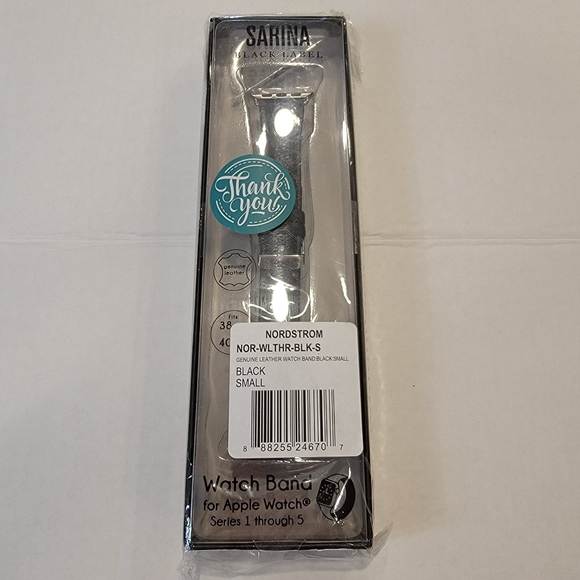 SARINA
BLACK LABEL
Thank
you!
genuine
leather
Fits
38
40
NORDSTROM
NOR-WLTHR-BLK-S
GENUINE LEATHER WATCH BAND:BLACK:SMALL
BLACK
SMALL
8 88255 24670 7
Watch Band
for Apple Watch®
Series 1 through 5